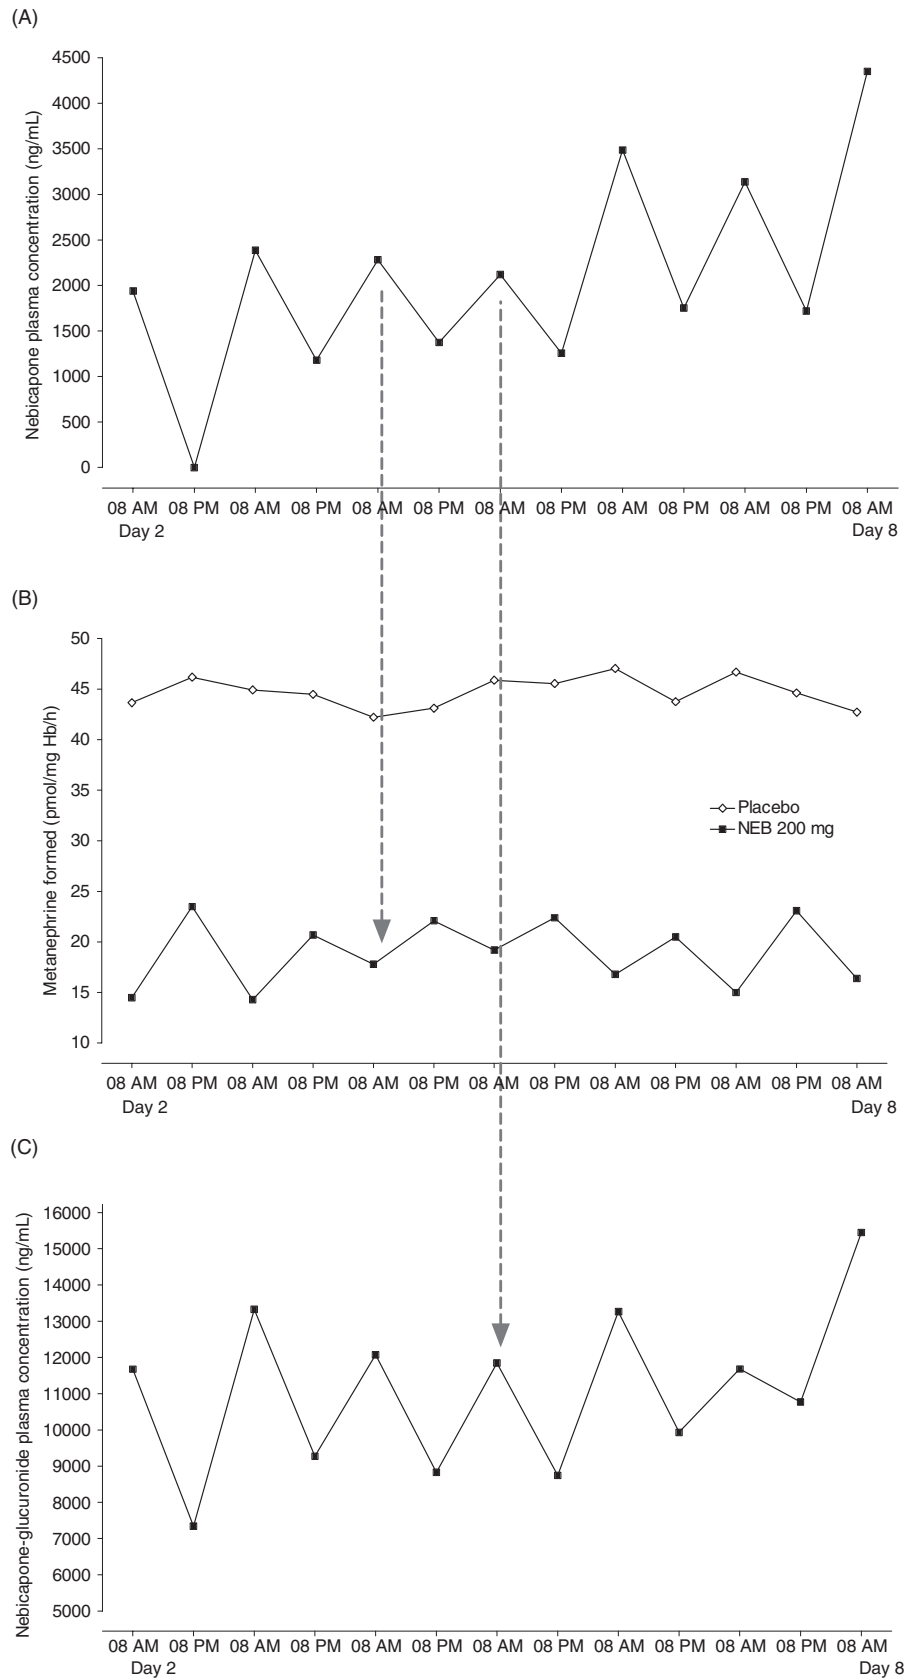 (A)
Nebicapone plasma concentration (ng/mL)
4500
4000
3500
3000
2500
2000
1500
1000
500
0
08 AM 08 PM 08 AM 08 PM 08 AM 08 PM 08 AM 08 PM 08 AM 08 PM 08 AM 08 PM 08 AM
Day 2 Day 8
(B)
Metanephrine formed (pmol/mg Hb/h)
50
45
40
35
30
25
20
15
10
Placebo
NEB 200 mg
08 AM 08 PM 08 AM 08 PM 08 AM 08 PM 08 AM 08 PM 08 AM 08 PM 08 AM 08 PM 08 AM
Day 2 Day 8
(C)
Nebicapone-glucuronide plasma concentration (ng/mL)
16000
15000
14000
13000
12000
11000
10000
9000
8000
7000
6000
5000
08 AM 08 PM 08 AM 08 PM 08 AM 08 PM 08 AM 08 PM 08 AM 08 PM 08 AM 08 PM 08 AM
Day 2 Day 8